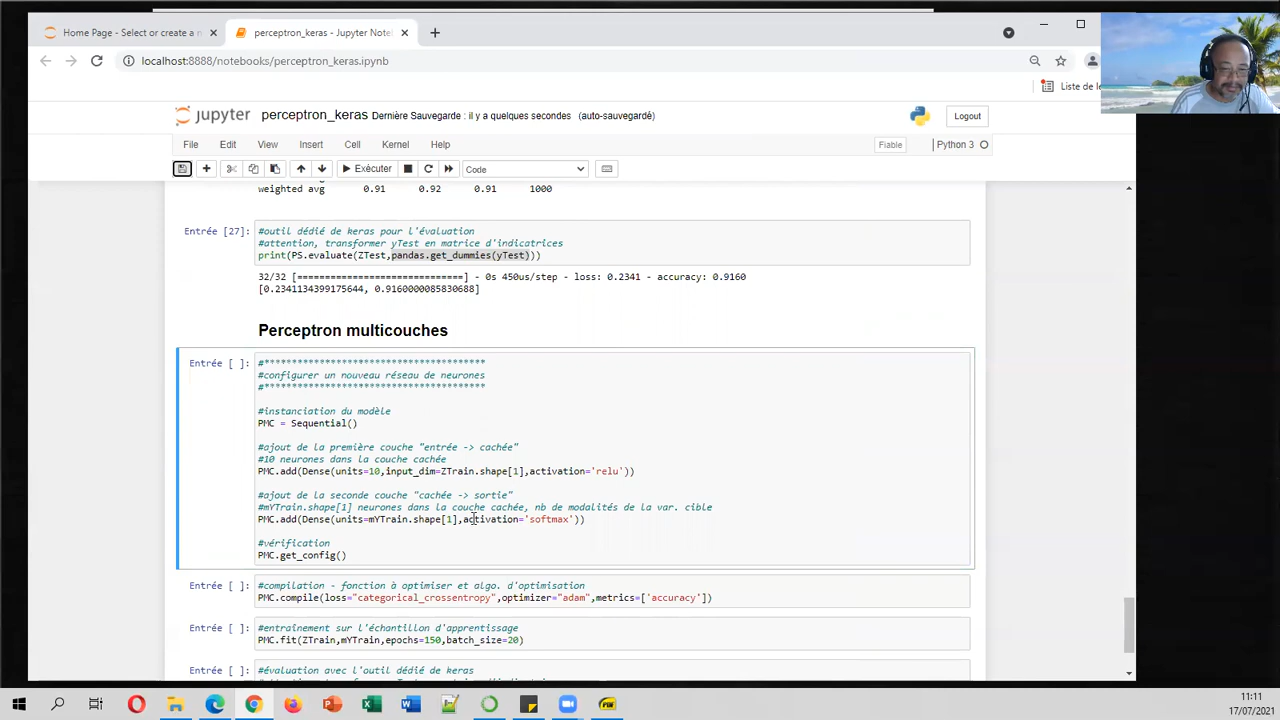 Home Page - Select or create a n
perceptron_keras - Jupyter Note
localhost:8888/notebooks/perceptron_keras.ipynb
Liste de le
jupyter perceptron_keras Dernière Sauvegarde : il y a quelques secondes (auto-sauvegardé)
Logout
File Edit View Insert Cell Kernel Help
Fiable
Python 3
Exécuter
Code
weighted avg 0.91 0.92 0.91 1000
Entrée [27]:
#outil dédié de keras pour l'évaluation
#attention, transformer yTest en matrice d'indicatrices
print(PS.evaluate(ZTest,pandas.get_dummies(yTest)))
32/32 [==============================] - 0s 450us/step - loss: 0.2341 - accuracy: 0.9160
[0.2341134399175644, 0.9160000085830688]
Perceptron multicouches
Entrée [ ]:
#****************************************
#configurer un nouveau réseau de neurones
#****************************************
#instanciation du modèle
PMC = Sequential()
#ajout de la première couche "entrée -> cachée"
#10 neurones dans la couche cachée
PMC.add(Dense(units=10,input_dim=ZTrain.shape[1],activation='relu'))
#ajout de la seconde couche "cachée -> sortie"
#mYTrain.shape[1] neurones dans la couche cachée, nb de modalités de la var. cible
PMC.add(Dense(units=mYTrain.shape[1],activation='softmax'))
#vérification
PMC.get_config()
Entrée [ ]:
#compilation - fonction à optimiser et algo. d'optimisation
PMC.compile(loss="categorical_crossentropy",optimizer="adam",metrics=['accuracy'])
Entrée [ ]:
#entraînement sur l'échantillon d'apprentissage
PMC.fit(ZTrain,mYTrain,epochs=150,batch_size=20)
Entrée [ ]:
#évaluation avec l'outil dédié de keras
11:11
17/07/2021